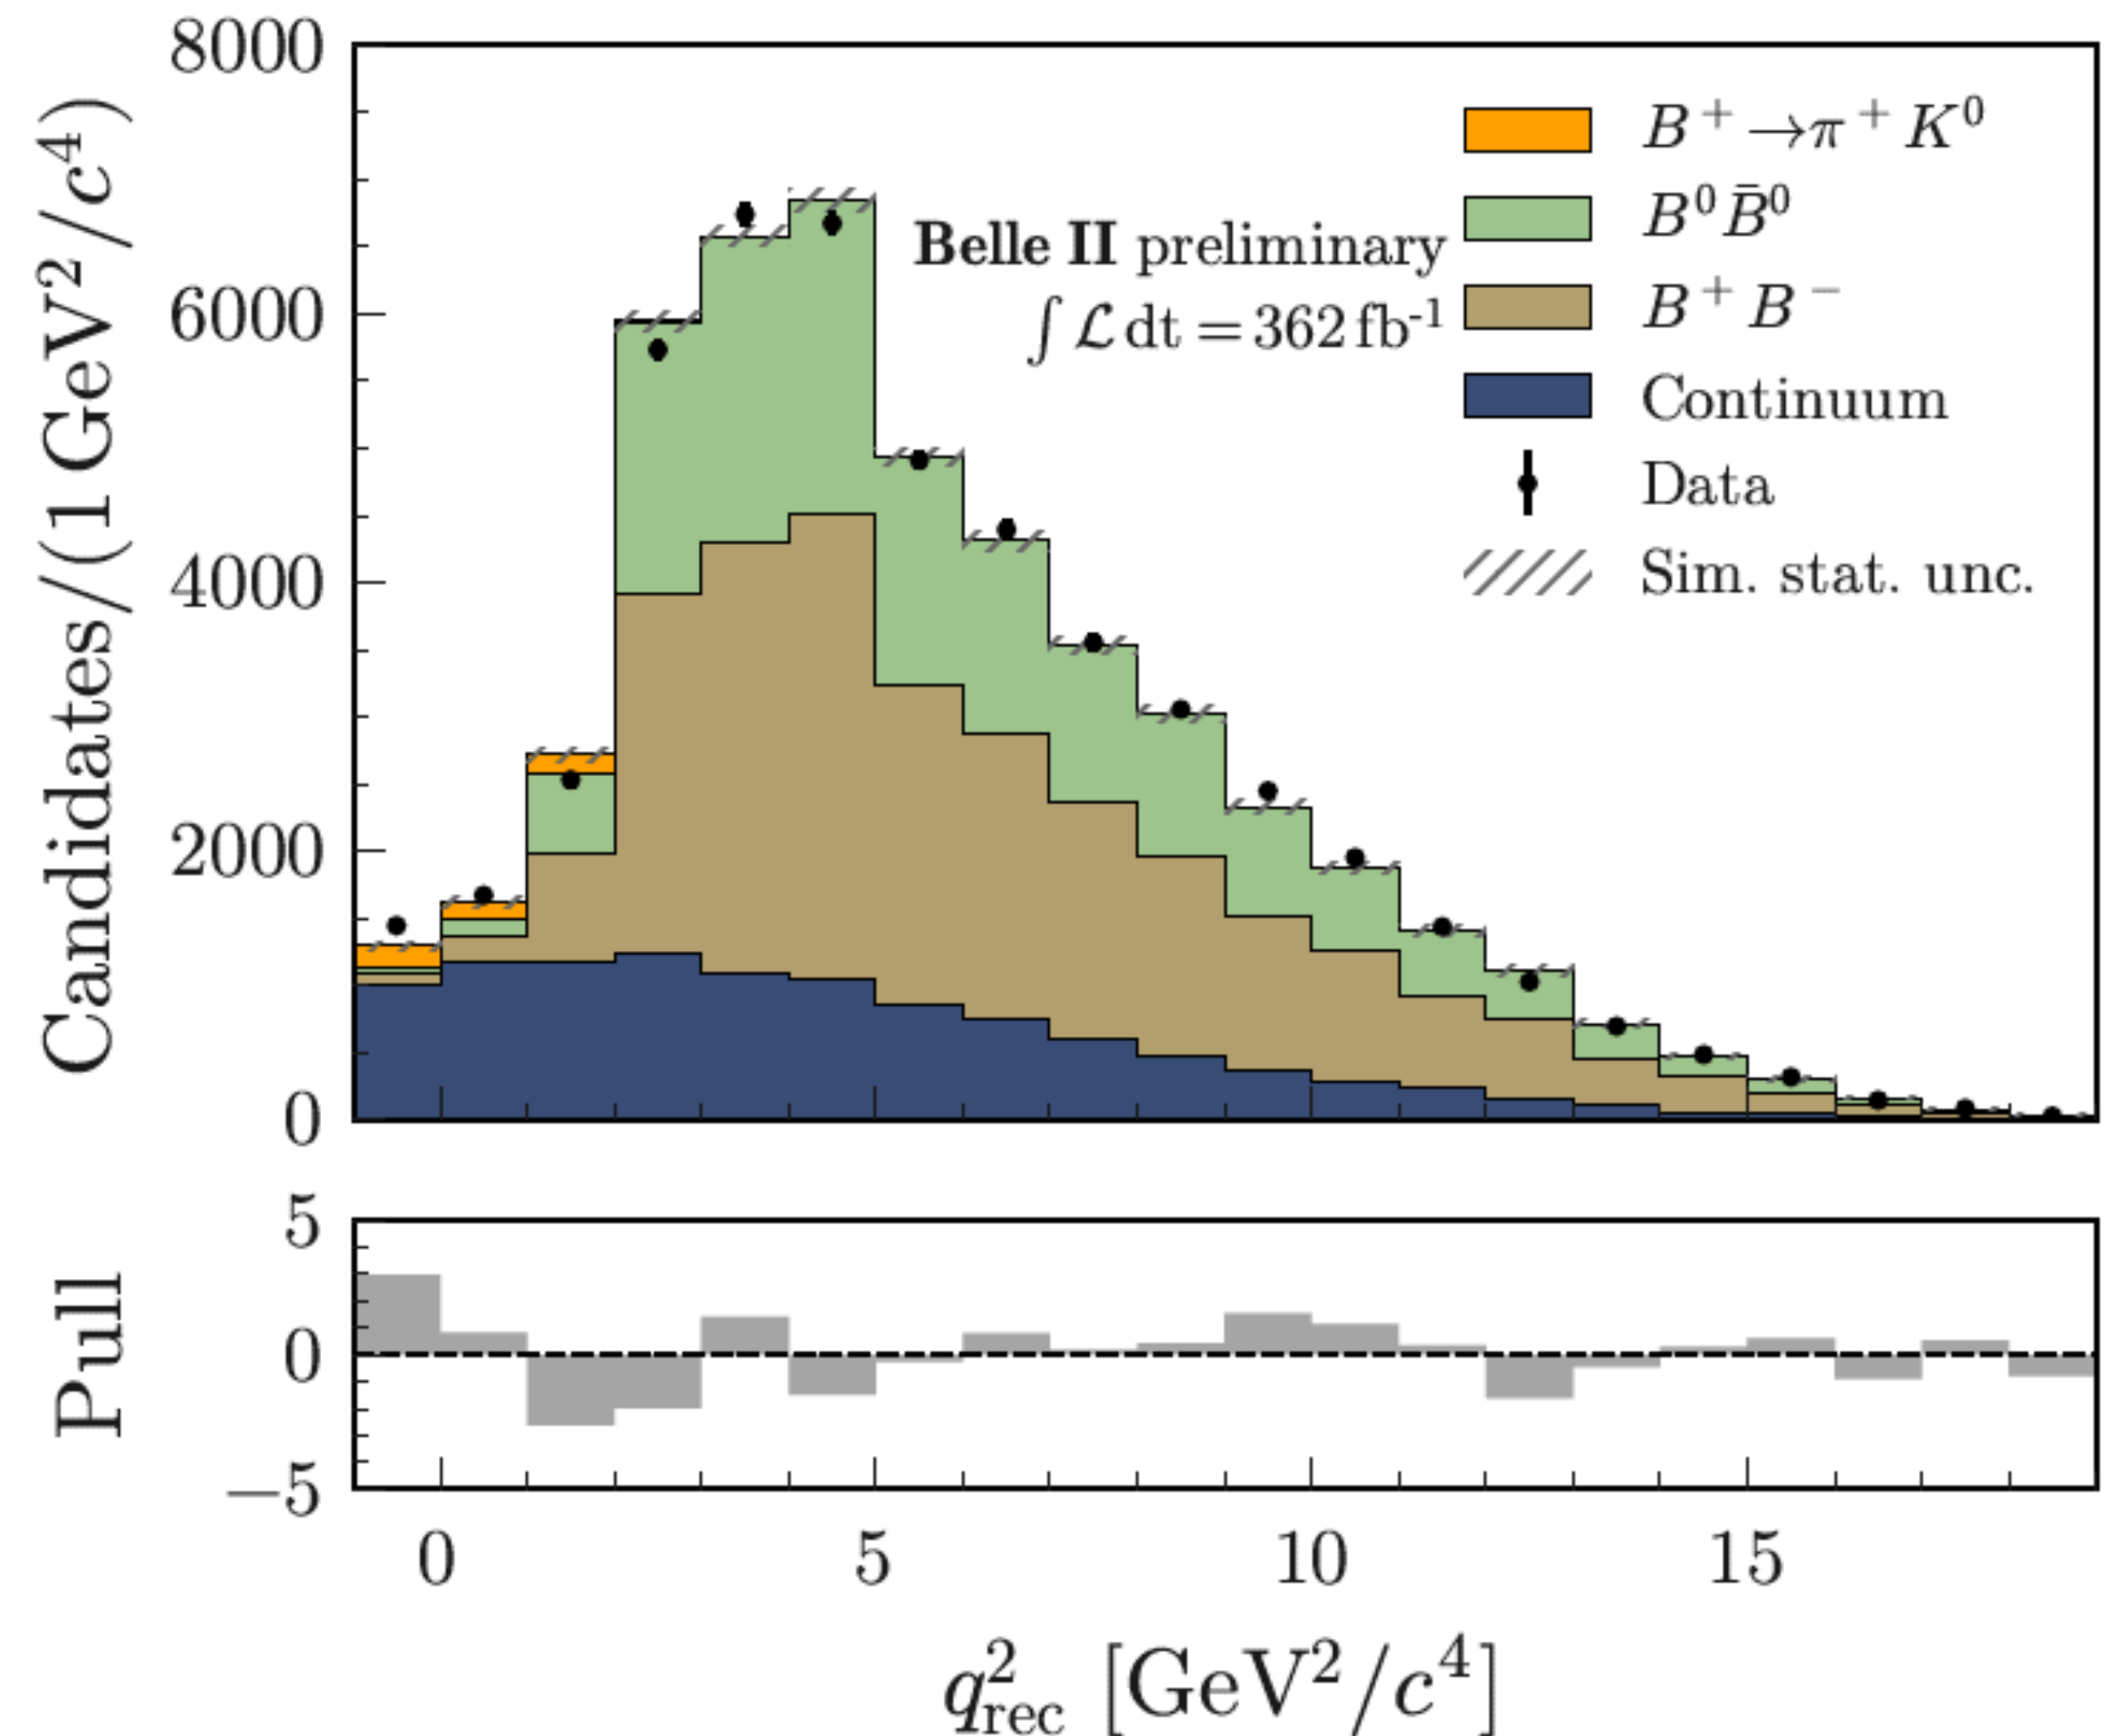 Candidates/(1 GeV²/c⁴)
8000
6000
4000
2000
0
B⁺→π⁺K⁰
B⁰B̄⁰
B⁺B⁻
Continuum
Data
Sim. stat. unc.
Belle II preliminary
∫ℒdt = 362 fb⁻¹
Pull
5
0
−5
0 5 10 15
q²rec [GeV²/c⁴]